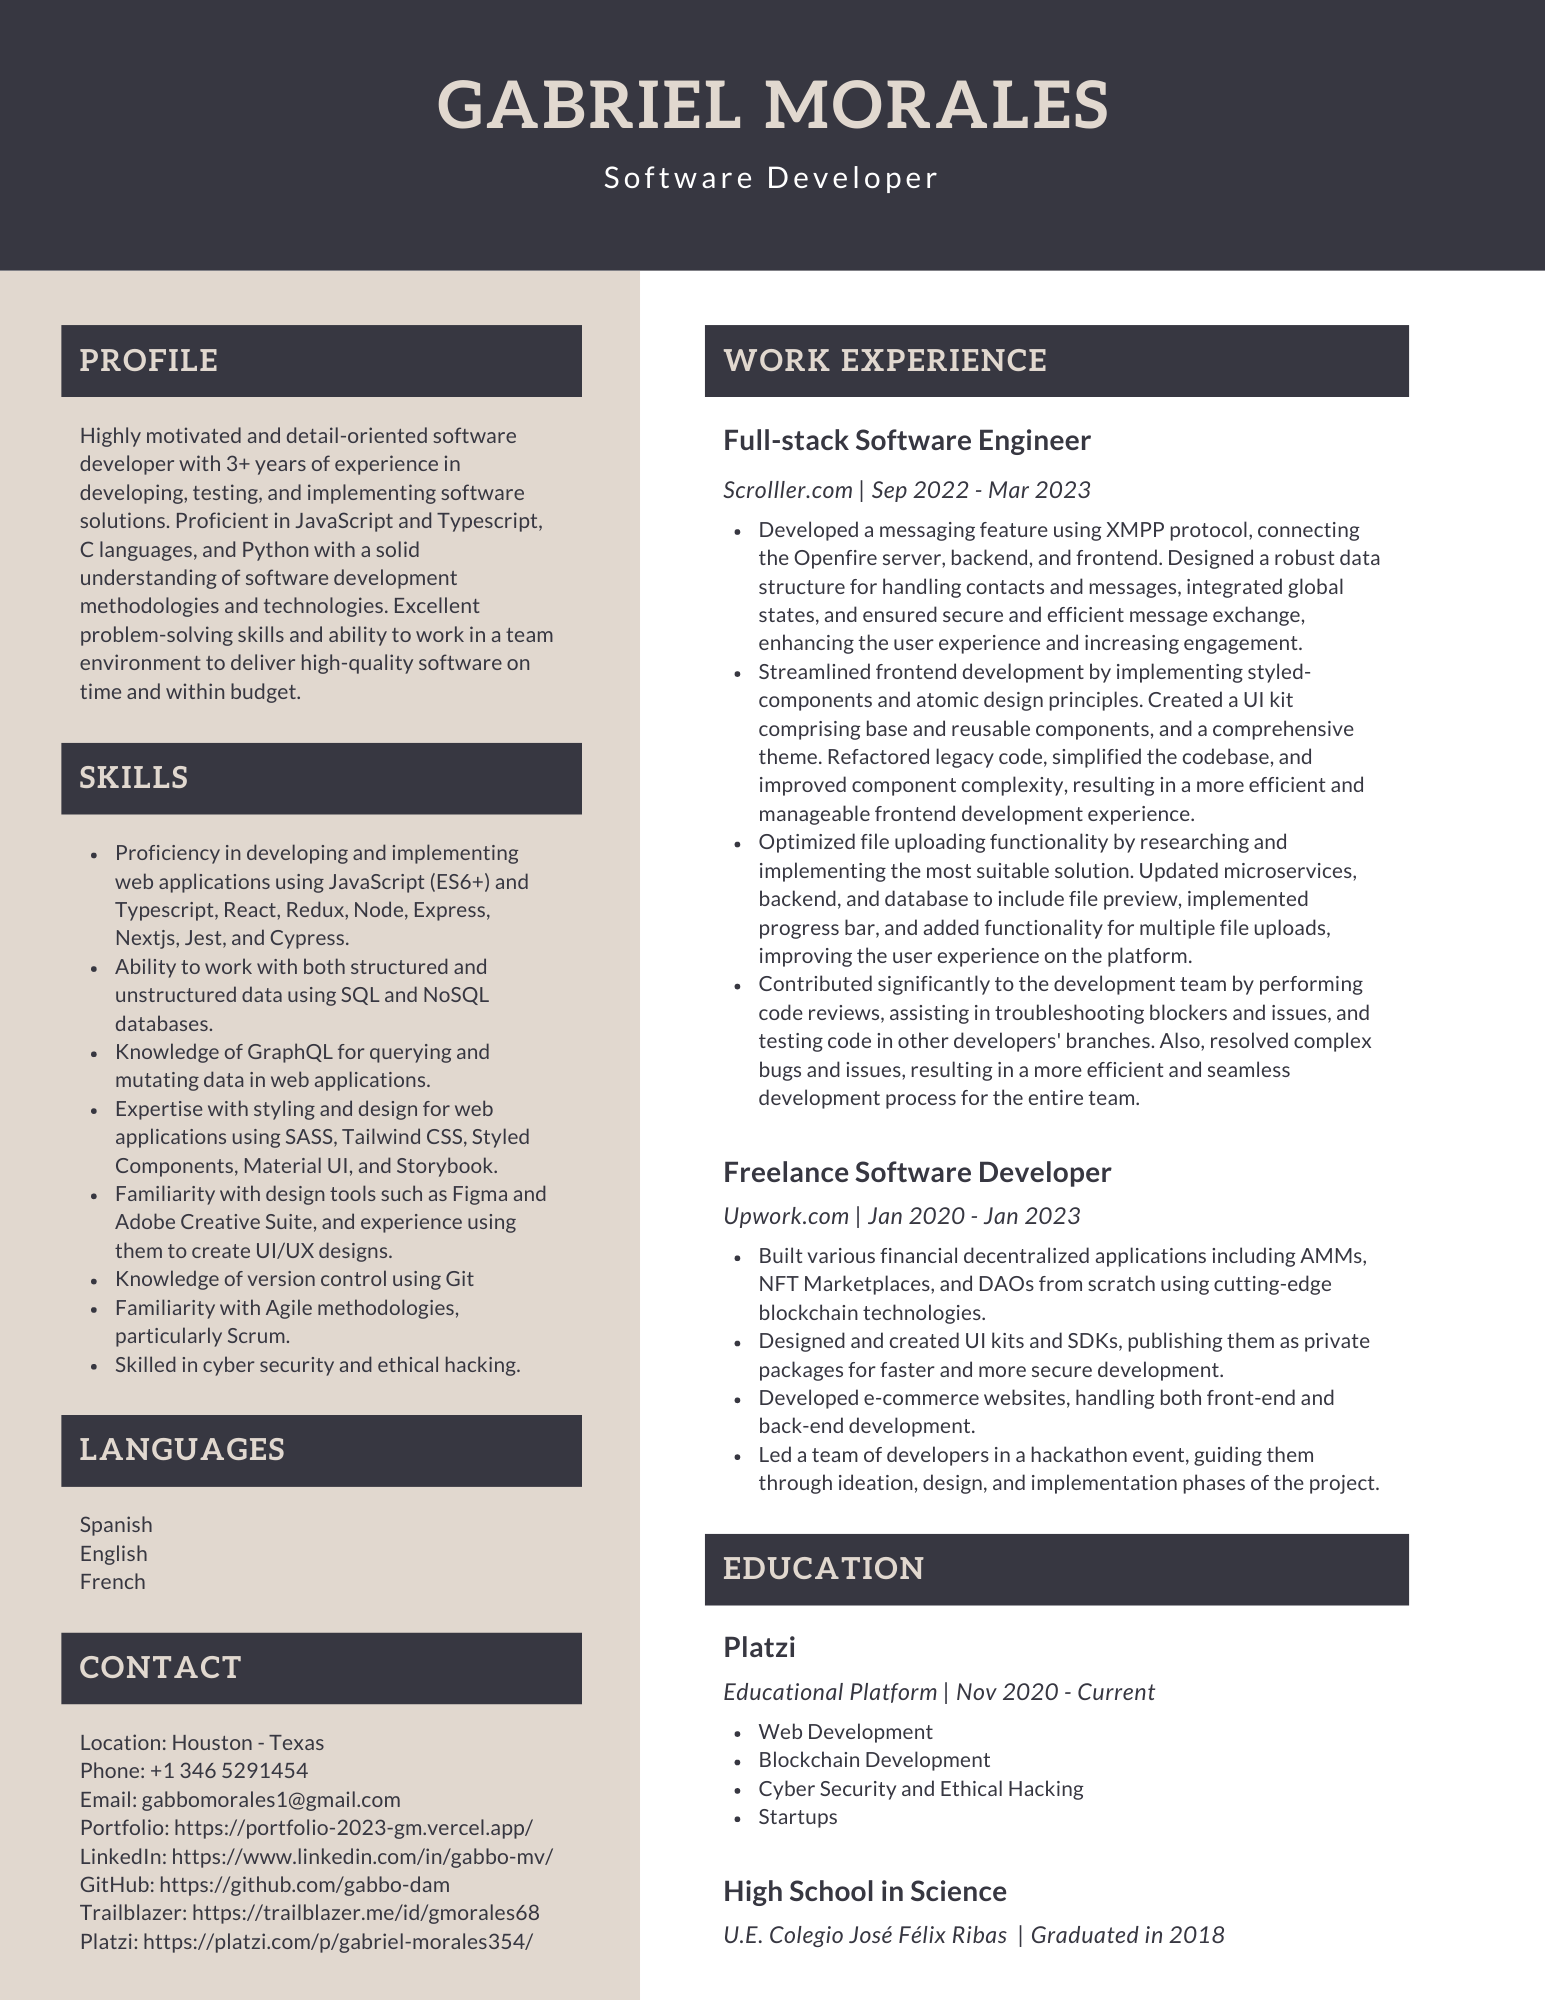 GABRIEL MORALES
Software Developer
PROFILE
Highly motivated and detail-oriented software
developer with 3+ years of experience in
developing, testing, and implementing software
solutions. Proficient in JavaScript and Typescript,
C languages, and Python with a solid
understanding of software development
methodologies and technologies. Excellent
problem-solving skills and ability to work in a team
environment to deliver high-quality software on
time and within budget.
SKILLS
• Proficiency in developing and implementing
web applications using JavaScript (ES6+) and
Typescript, React, Redux, Node, Express,
Nextjs, Jest, and Cypress.
• Ability to work with both structured and
unstructured data using SQL and NoSQL
databases.
• Knowledge of GraphQL for querying and
mutating data in web applications.
• Expertise with styling and design for web
applications using SASS, Tailwind CSS, Styled
Components, Material UI, and Storybook.
• Familiarity with design tools such as Figma and
Adobe Creative Suite, and experience using
them to create UI/UX designs.
• Knowledge of version control using Git
• Familiarity with Agile methodologies,
particularly Scrum.
• Skilled in cyber security and ethical hacking.
LANGUAGES
Spanish
English
French
CONTACT
Location: Houston - Texas
Phone: +1 346 5291454
Email: gabbomorales1@gmail.com
Portfolio: https://portfolio-2023-gm.vercel.app/
LinkedIn: https://www.linkedin.com/in/gabbo-mv/
GitHub: https://github.com/gabbo-dam
Trailblazer: https://trailblazer.me/id/gmorales68
Platzi: https://platzi.com/p/gabriel-morales354/
WORK EXPERIENCE
Full-stack Software Engineer
Scrolller.com | Sep 2022 - Mar 2023
• Developed a messaging feature using XMPP protocol, connecting
the Openfire server, backend, and frontend. Designed a robust data
structure for handling contacts and messages, integrated global
states, and ensured secure and efficient message exchange,
enhancing the user experience and increasing engagement.
• Streamlined frontend development by implementing styled-
components and atomic design principles. Created a UI kit
comprising base and reusable components, and a comprehensive
theme. Refactored legacy code, simplified the codebase, and
improved component complexity, resulting in a more efficient and
manageable frontend development experience.
• Optimized file uploading functionality by researching and
implementing the most suitable solution. Updated microservices,
backend, and database to include file preview, implemented
progress bar, and added functionality for multiple file uploads,
improving the user experience on the platform.
• Contributed significantly to the development team by performing
code reviews, assisting in troubleshooting blockers and issues, and
testing code in other developers' branches. Also, resolved complex
bugs and issues, resulting in a more efficient and seamless
development process for the entire team.
Freelance Software Developer
Upwork.com | Jan 2020 - Jan 2023
• Built various financial decentralized applications including AMMs,
NFT Marketplaces, and DAOs from scratch using cutting-edge
blockchain technologies.
• Designed and created UI kits and SDKs, publishing them as private
packages for faster and more secure development.
• Developed e-commerce websites, handling both front-end and
back-end development.
• Led a team of developers in a hackathon event, guiding them
through ideation, design, and implementation phases of the project.
EDUCATION
Platzi
Educational Platform | Nov 2020 - Current
• Web Development
• Blockchain Development
• Cyber Security and Ethical Hacking
• Startups
High School in Science
U.E. Colegio José Félix Ribas | Graduated in 2018